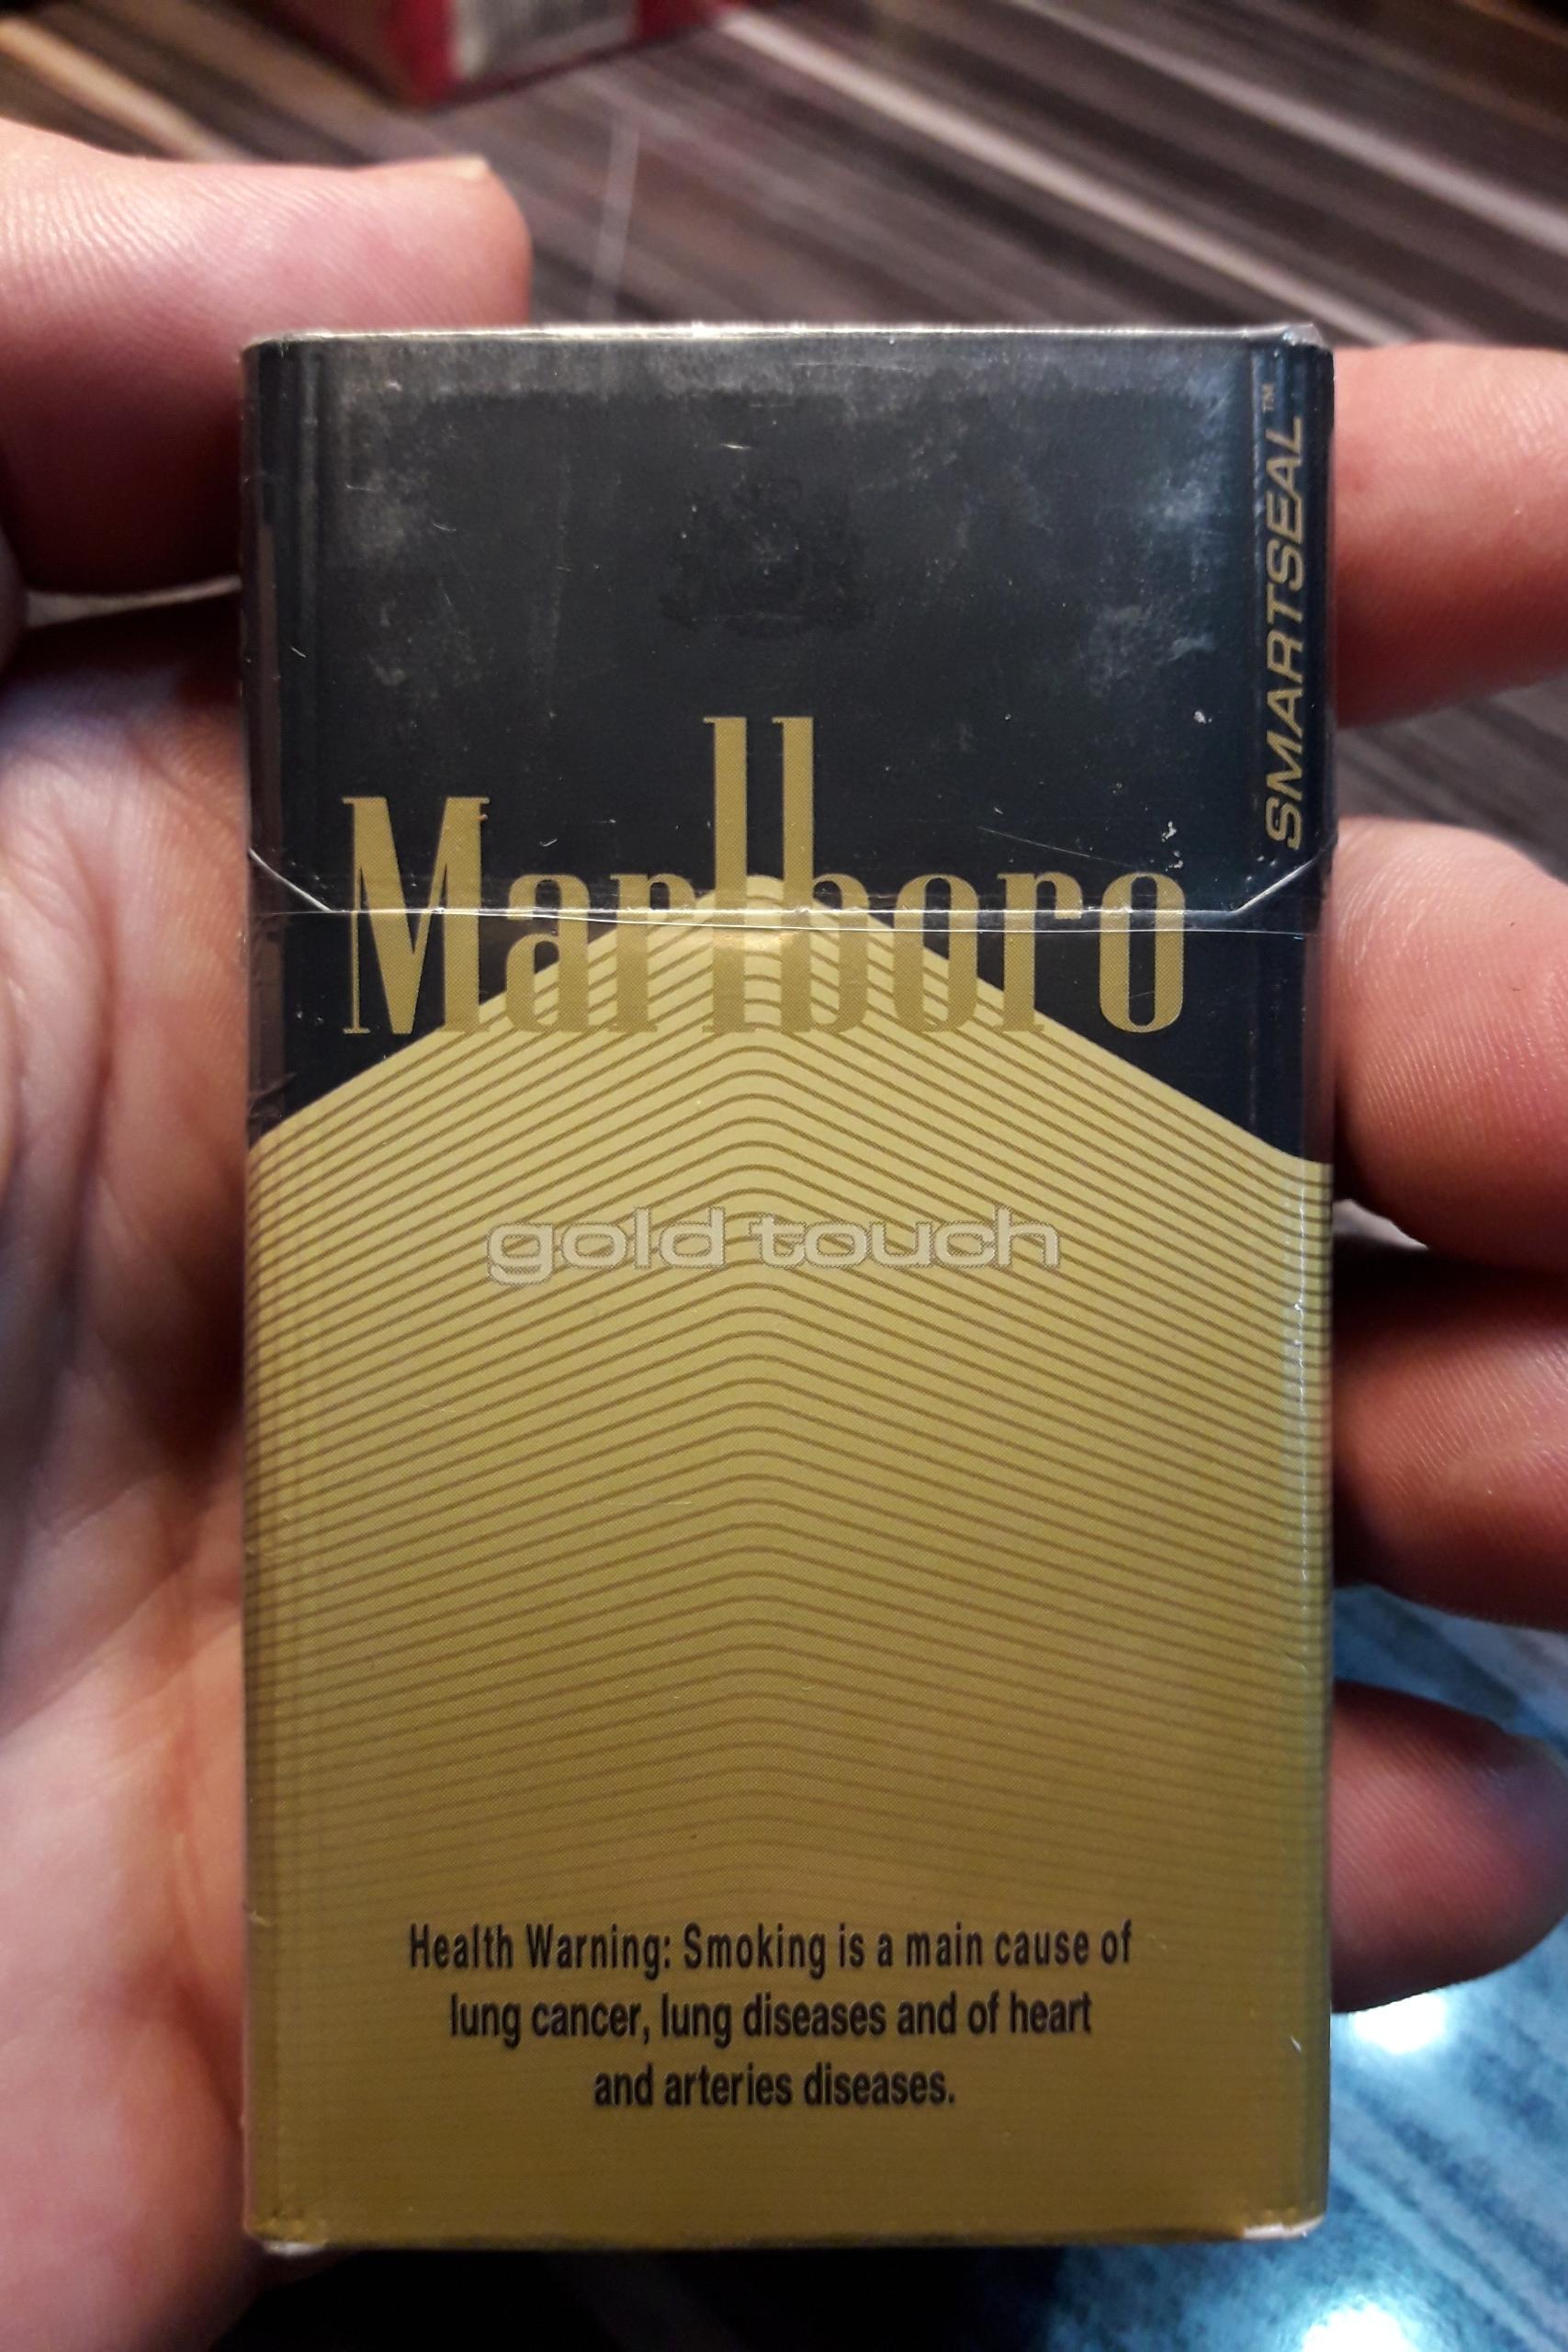 SMARTSEAL™
Marlboro
gold touch
Health Warning: Smoking is a main cause of
lung cancer, lung diseases and of heart
and arteries diseases.